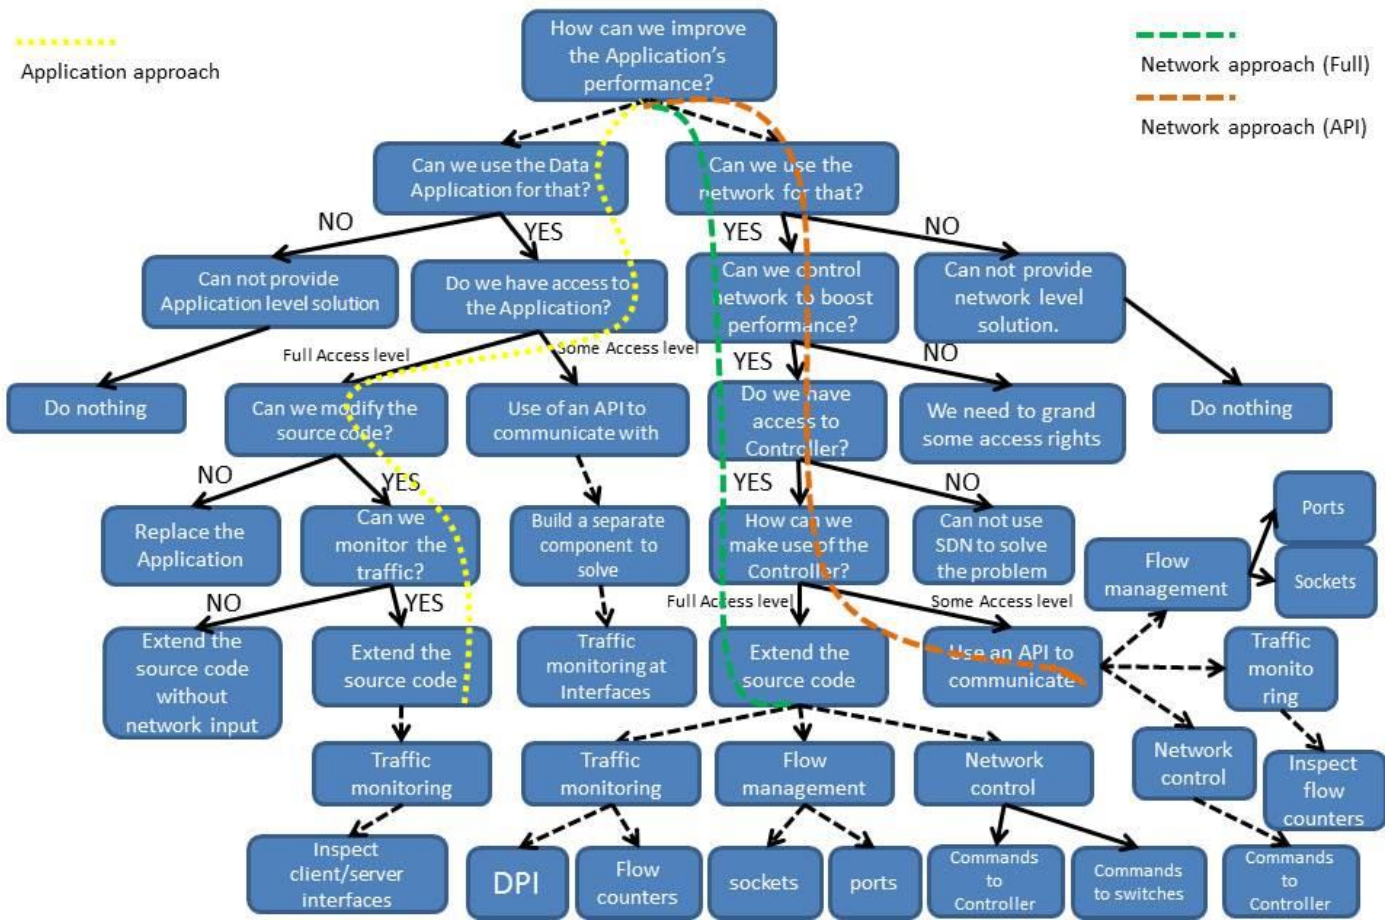 How can we improve
the Application's
performance?
Application approach
Network approach (Full)
Network approach (API)
Can we use the Data
Application for that?
Can we use the
network for that?
NO
YES
YES
NO
Can not provide
Application level solution
Do we have access to
the Application?
Can we control
network to boost
performance?
Can not provide
network level
solution.
Full Access level
Some Access level
YES
NO
Do nothing
Can we modify the
source code?
Use of an API to
communicate with
Do we have
access to
Controller?
We need to grand
some access rights
Do nothing
NO
YES
YES
NO
Replace the
Application
Can we
monitor the
traffic?
Build a separate
component to
solve
How can we
make use of the
Controller?
Can not use
SDN to solve
the problem
Flow
management
Ports
Sockets
NO
YES
Full Access level
Some Access level
Extend the
source code
without
network input
Extend the
source code
Traffic
monitoring at
Interfaces
Extend the
source code
Use an API to
communicate
Traffic
monito
ring
Traffic
monitoring
Traffic
monitoring
Flow
management
Network
control
Network
control
Inspect
flow
counters
Inspect
client/server
interfaces
DPI
Flow
counters
sockets
ports
Commands
to
Controller
Commands
to switches
Commands
to
Controller